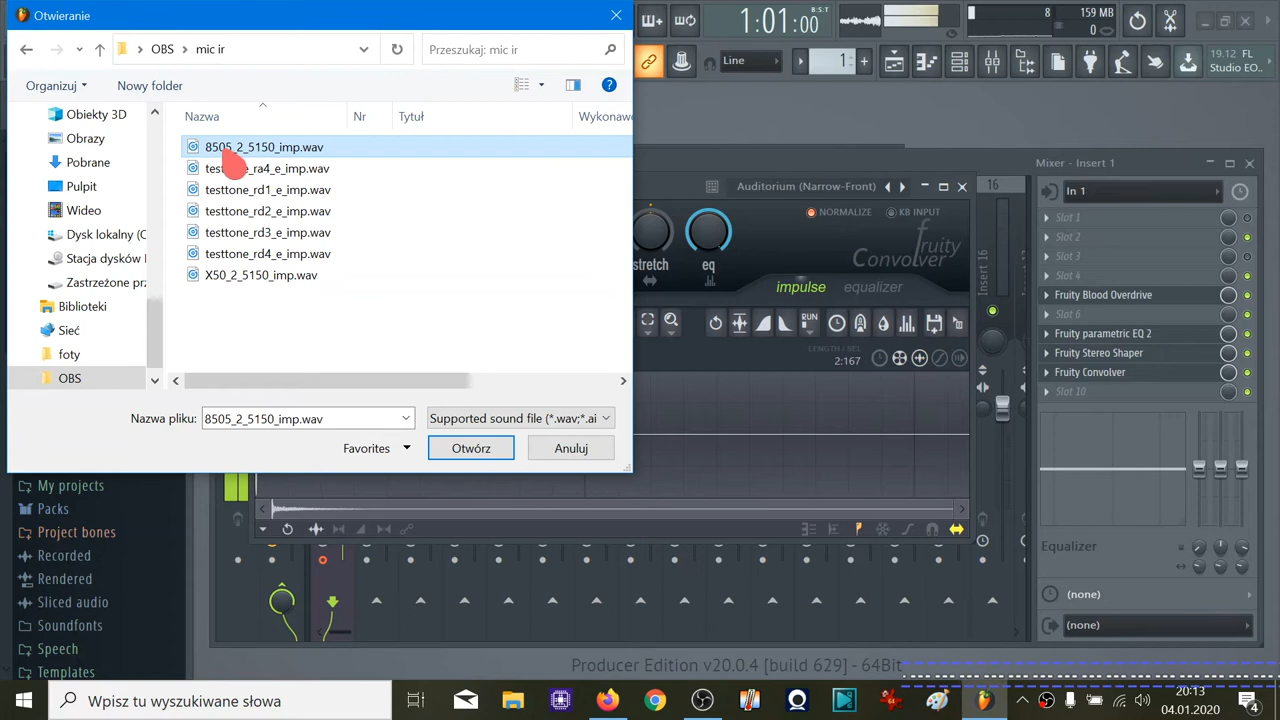 Otwieranie
OBS
mic ir
Przeszukaj: mic ir
Organizuj
New folder
Nazwa
Nr
Tytuł
Wykonawc
Obiekty 3D
Obrazy
Pobrane
Pulpit
Wideo
Dysk lokalny (C
Stacja dysków
Zastrzeżone prz
Biblioteki
Sieć
foty
OBS
8505_2_5150_imp.wav
testtone_ra4_e_imp.wav
testtone_rd1_e_imp.wav
testtone_rd2_e_imp.wav
testtone_rd3_e_imp.wav
testtone_rd4_e_imp.wav
X50_2_5150_imp.wav
Nazwa pliku:
8505_2_5150_imp.wav
Supported sound file (*.wav;*.ai
Favorites
Otwórz
Anuluj
1:01:00
8
159 MB
0
Line
1
19.12 FL
Studio EO...
Auditorium (Narrow-Front)
NORMALIZE
KB INPUT
stretch
eq
fruity
Convolver
impulse
equalizer
RUN
LENGTH / SEL
2:167
16
Insert 16
Mixer - Insert 1
In 1
Slot 1
Slot 2
Slot 3
Slot 4
Fruity Blood Overdrive
Slot 6
Fruity parametric EQ 2
Fruity Stereo Shaper
Fruity Convolver
Slot 10
Equalizer
(none)
(none)
My projects
Packs
Project bones
Recorded
Rendered
Sliced audio
Soundfonts
Speech
Templates
Producer Edition v20.0.4 [build 629] - 64Bit
Wpisz tu wyszukiwane słowa
20:13
04.01.2020
4